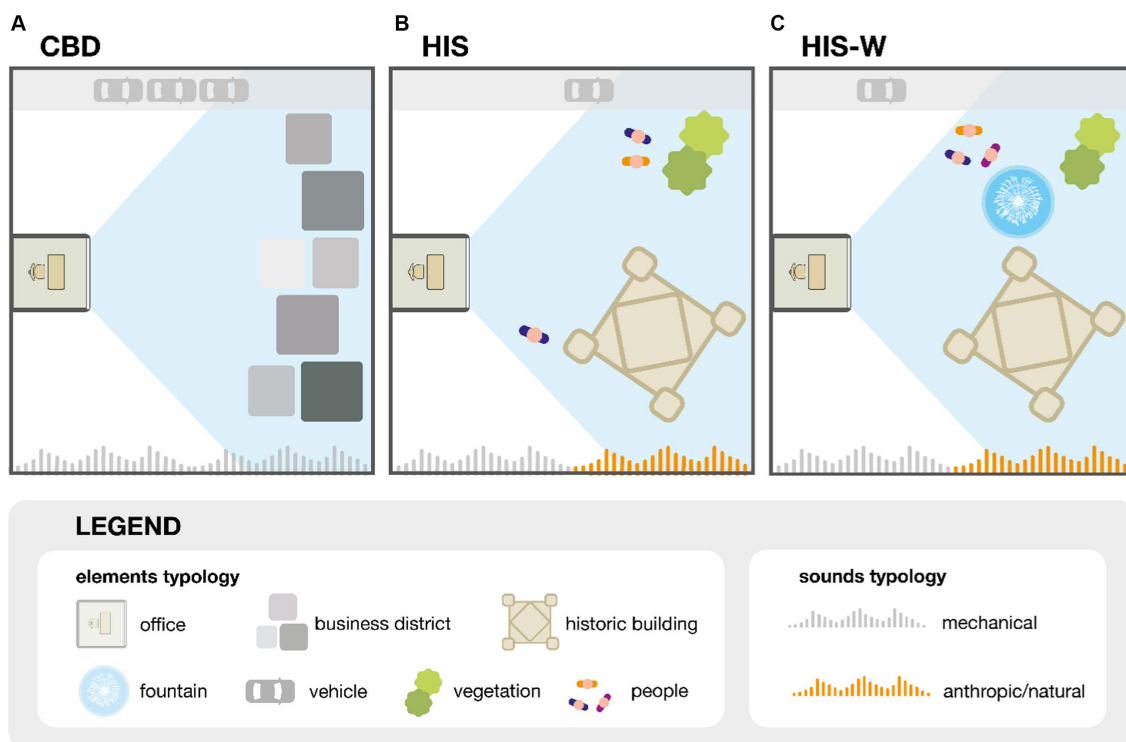 A
CBD
B
HIS
C
HIS-W
LEGEND
elements typology
office
business district
historic building
fountain
vehicle
vegetation
people
sounds typology
mechanical
anthropic/natural